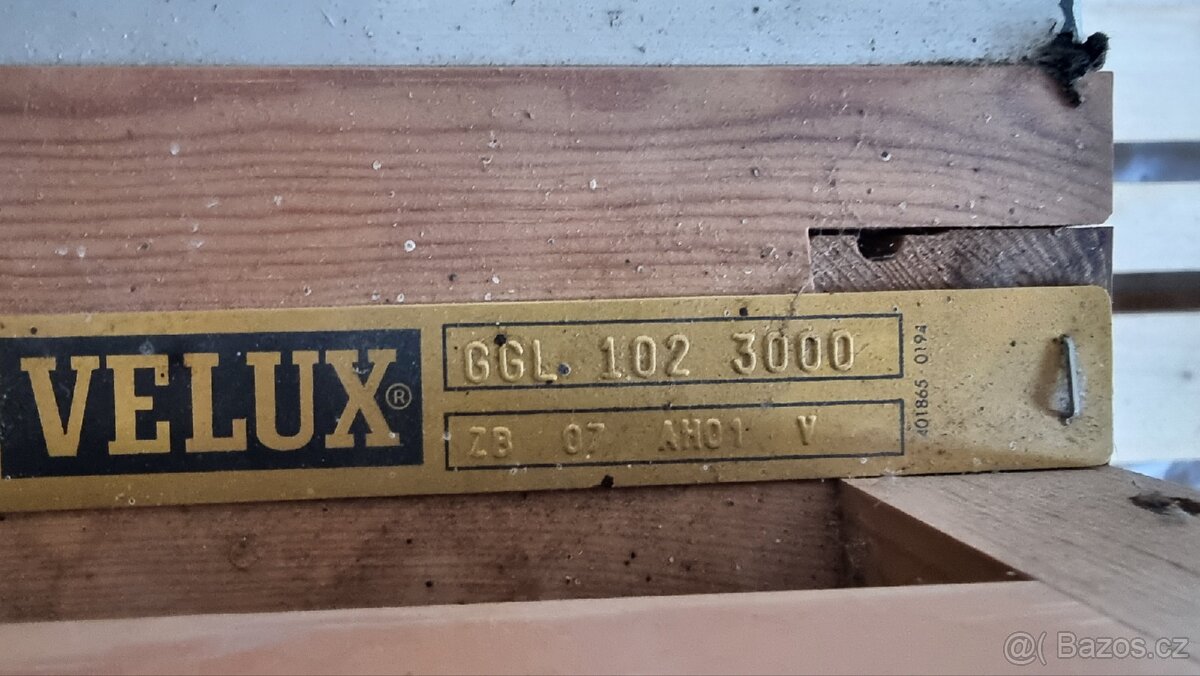 VELUX®
GGL 102 3000
ZB 07 AH01 V
401865 0194
@( Bazos.cz